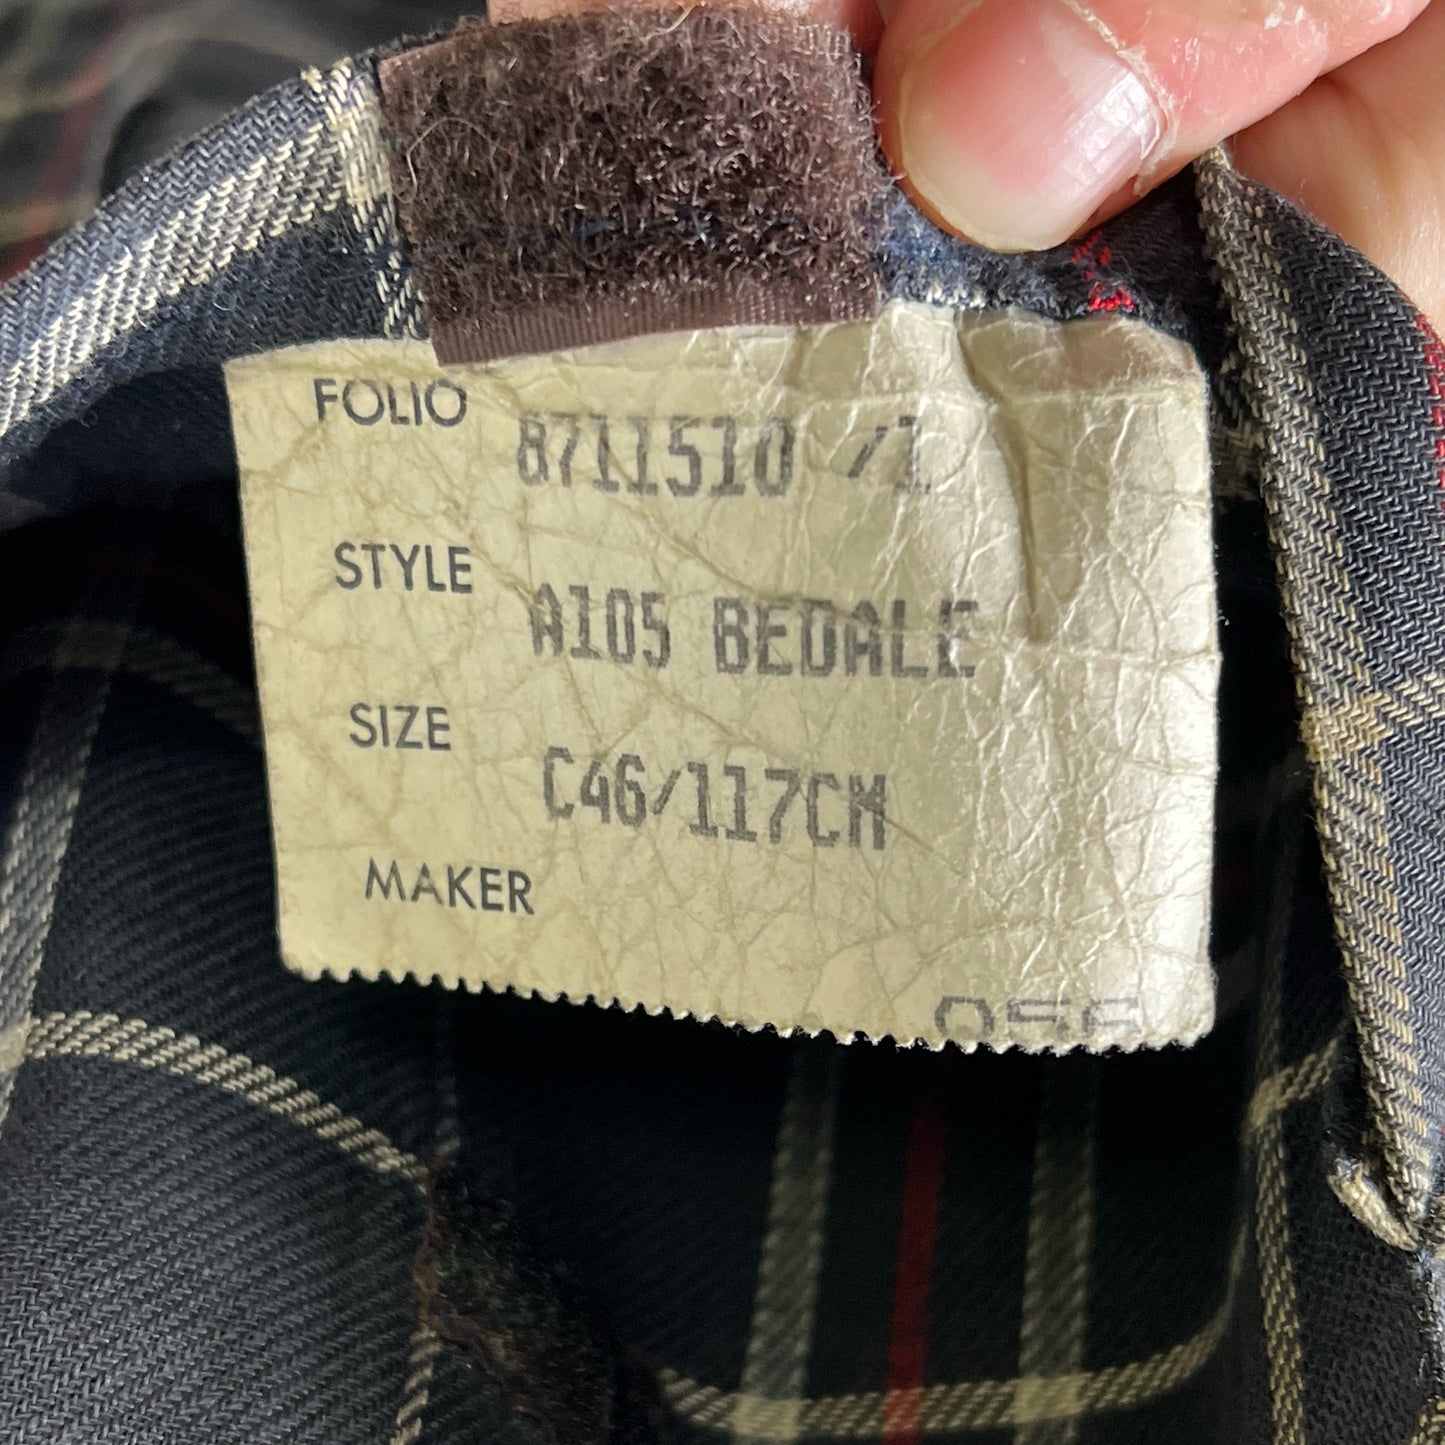 FOLIO 8711510 /1
STYLE A105 BEDALE
SIZE C46/117CM
MAKER